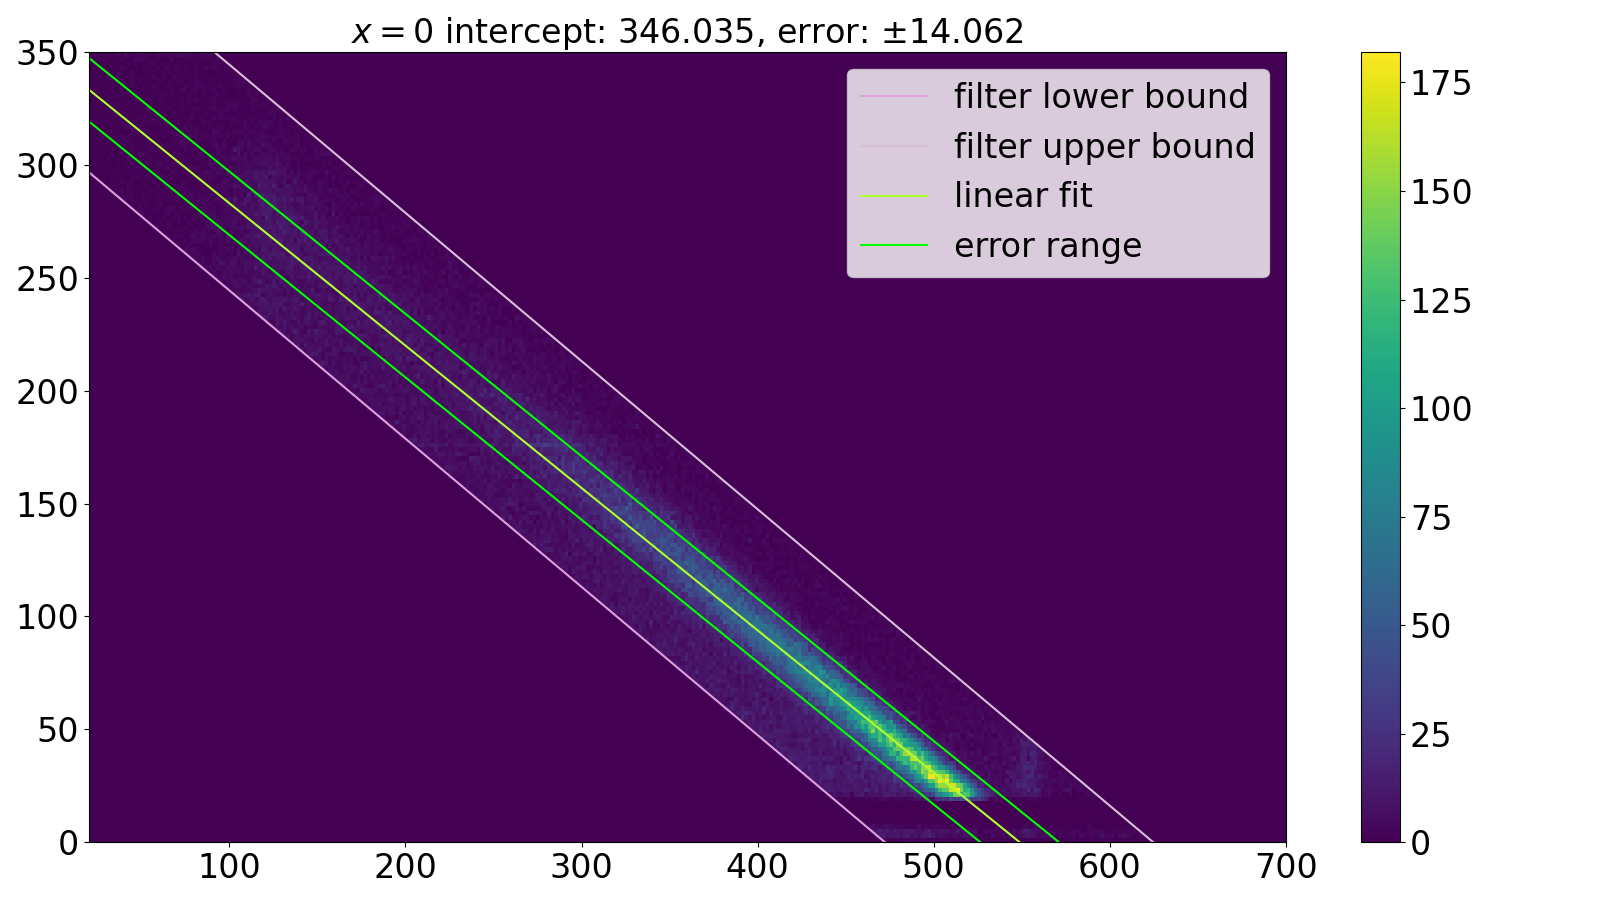 x = 0 intercept: 346.035, error: ±14.062
350
300
250
200
150
100
50
0
filter lower bound
filter upper bound
linear fit
error range
100 200 300 400 500 600 700
175
150
125
100
75
50
25
0